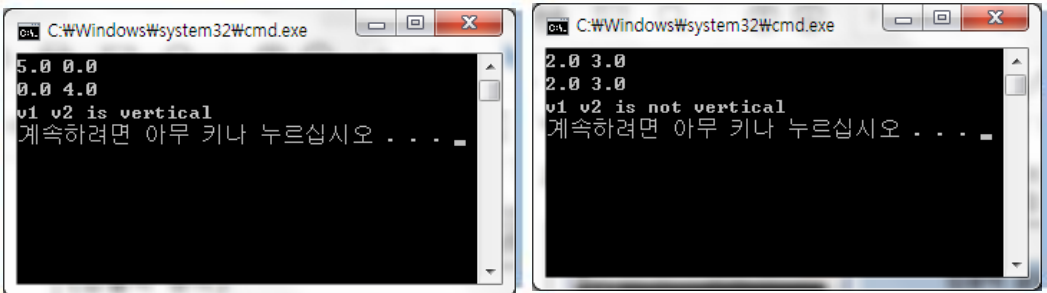 C:₩Windows₩system32₩cmd.exe
5.0 0.0
0.0 4.0
v1 v2 is vertical
계속하려면 아무 키나 누르십시오 . . .
C:₩Windows₩system32₩cmd.exe
2.0 3.0
2.0 3.0
v1 v2 is not vertical
계속하려면 아무 키나 누르십시오 . . .